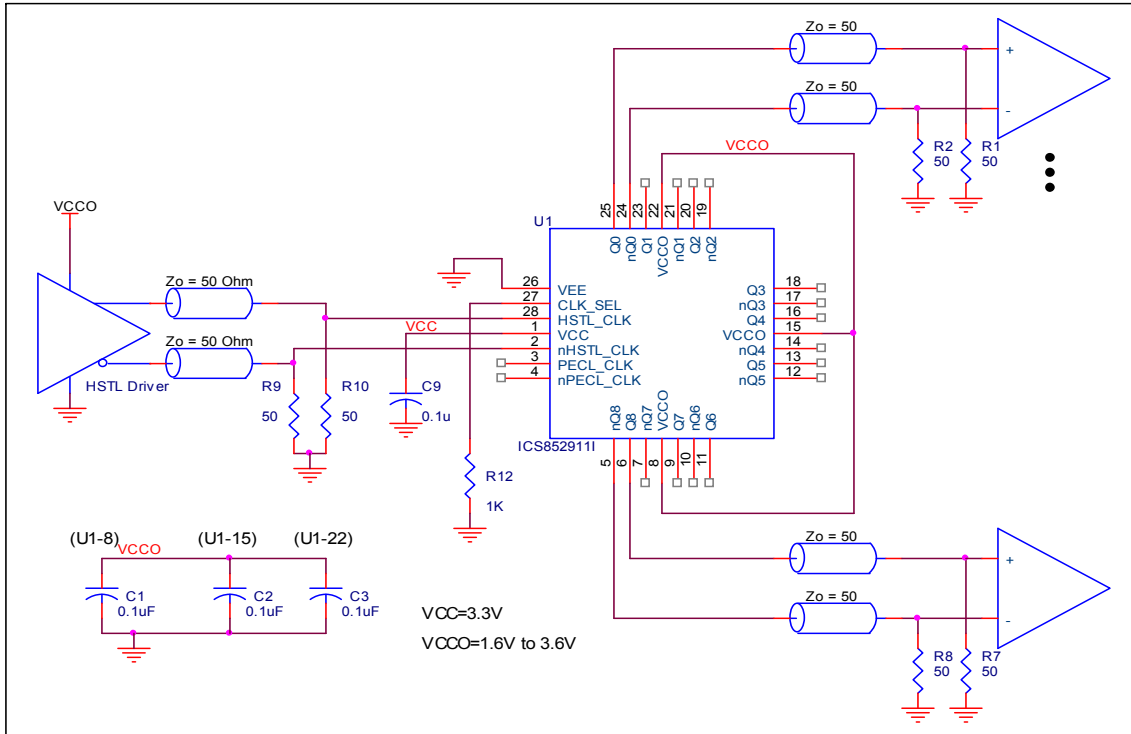 Zo = 50
+
Zo = 50
-
R2
50
R1
50
VCCO
VCCO
Zo = 50 Ohm
Zo = 50 Ohm
HSTL Driver
R9
50
R10
50
VCC
C9
0.1u
R12
1K
U1
25
24
23
22
21
20
19
Q0
nQ0
Q1
VCCO
nQ1
Q2
nQ2
26
VEE
27
CLK_SEL
28
HSTL_CLK
1
VCC
2
nHSTL_CLK
3
PECL_CLK
4
nPECL_CLK
Q3
18
nQ3
17
Q4
16
VCCO
15
nQ4
14
Q5
13
nQ5
12
nQ8
Q8
nQ7
VCCO
Q7
nQ6
Q6
ICS852911I
5
6
7
8
9
10
11
(U1-8)
VCCO
(U1-15)
(U1-22)
C1
0.1uF
C2
0.1uF
C3
0.1uF
VCC=3.3V
VCCO=1.6V to 3.6V
Zo = 50
+
Zo = 50
-
R8
50
R7
50